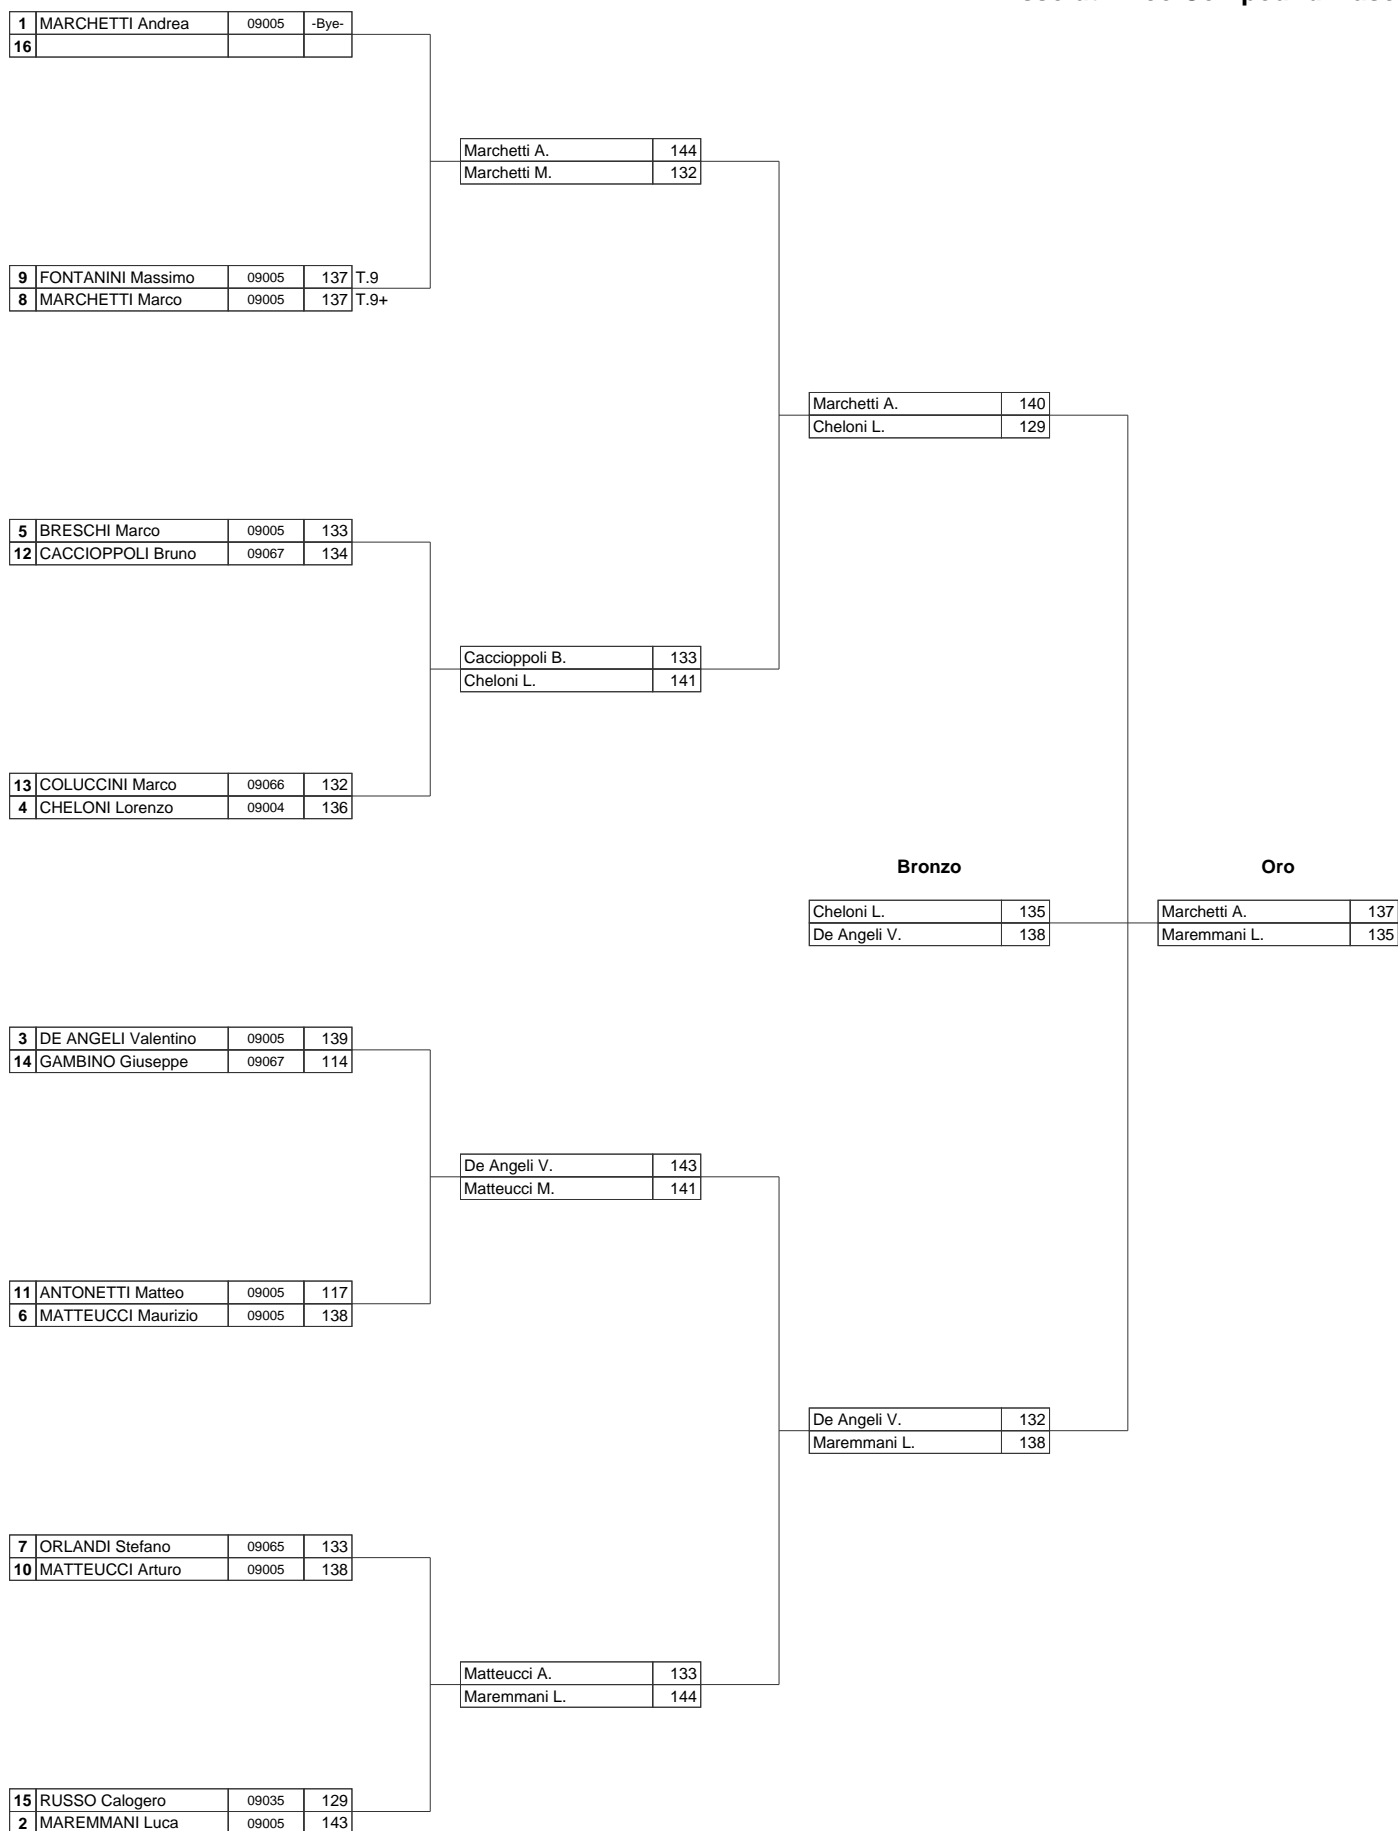 1 MARCHETTI Andrea 09005 -Bye-
16
Marchetti A. 144
Marchetti M. 132
9 FONTANINI Massimo 09005 137 T.9
8 MARCHETTI Marco 09005 137 T.9+
Marchetti A. 140
Cheloni L. 129
5 BRESCHI Marco 09005 133
12 CACCIOPPOLI Bruno 09067 134
Caccioppoli B. 133
Cheloni L. 141
13 COLUCCINI Marco 09066 132
4 CHELONI Lorenzo 09004 136
Bronzo Oro
Cheloni L. 135 Marchetti A. 137
De Angeli V. 138 Maremmani L. 135
3 DE ANGELI Valentino 09005 139
14 GAMBINO Giuseppe 09067 114
De Angeli V. 143
Matteucci M. 141
11 ANTONETTI Matteo 09005 117
6 MATTEUCCI Maurizio 09005 138
De Angeli V. 132
Maremmani L. 138
7 ORLANDI Stefano 09065 133
10 MATTEUCCI Arturo 09005 138
Matteucci A. 133
Maremmani L. 144
15 RUSSO Calogero 09035 129
2 MAREMMANI Luca 09005 143